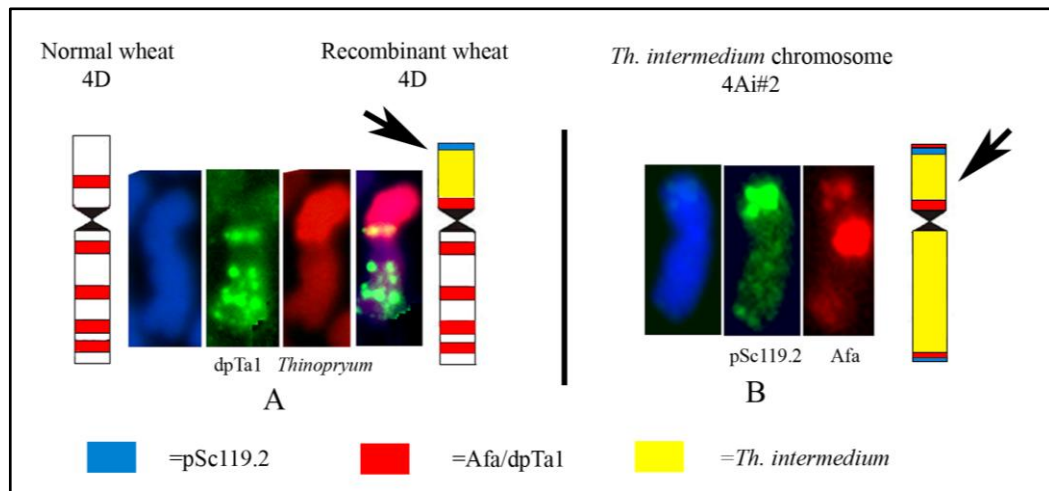 Normal wheat
4D
Recombinant wheat
4D
Th. intermedium chromosome
4Ai#2
dpTa1
Thinopryum
A
pSc119.2
Afa
B
=pSc119.2
=Afa/dpTa1
=Th. intermedium